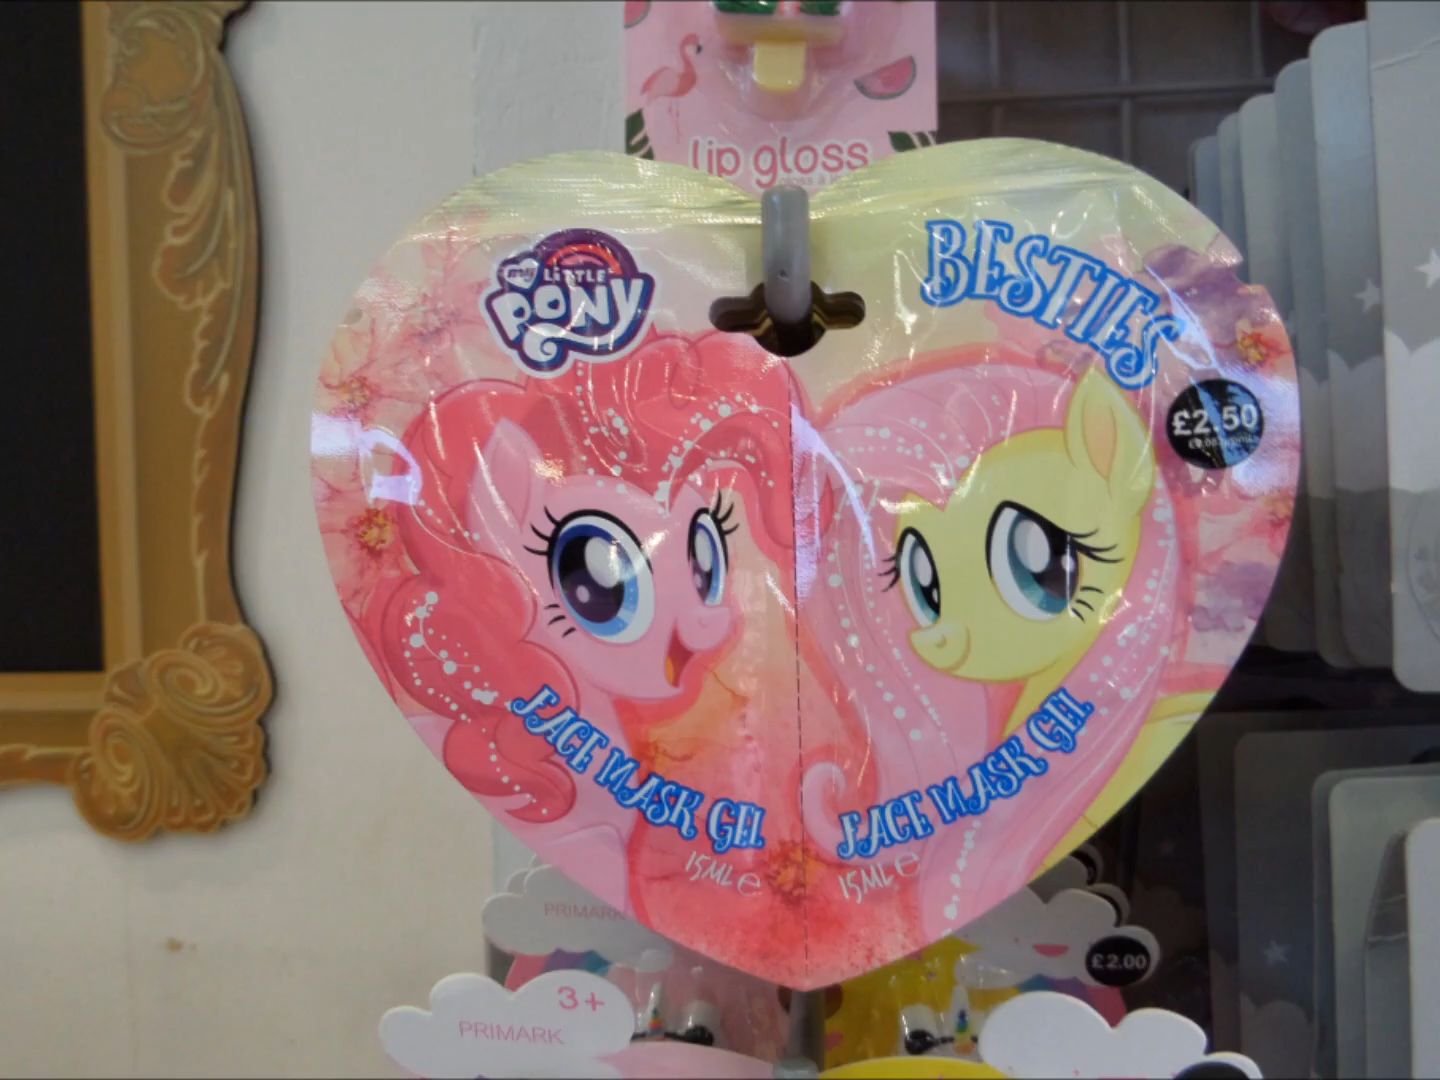 lip gloss
my LITTLE PONY
BESTIES
£2.50
FACE MASK GEL
15ML e
FACE MASK GEL
15ML e
PRIMARK
£2.00
3+
PRIMARK